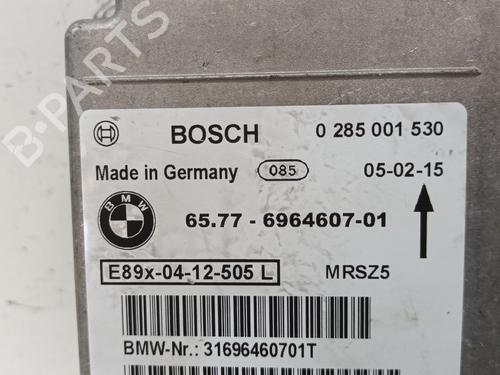 B-PARTS
BOSCH 0 285 001 530
Made in Germany 085 05-02-15
BMW
65.77 - 6964607-01
E89x-04-12-505 L MRSZ5
BMW-Nr.: 31696460701T